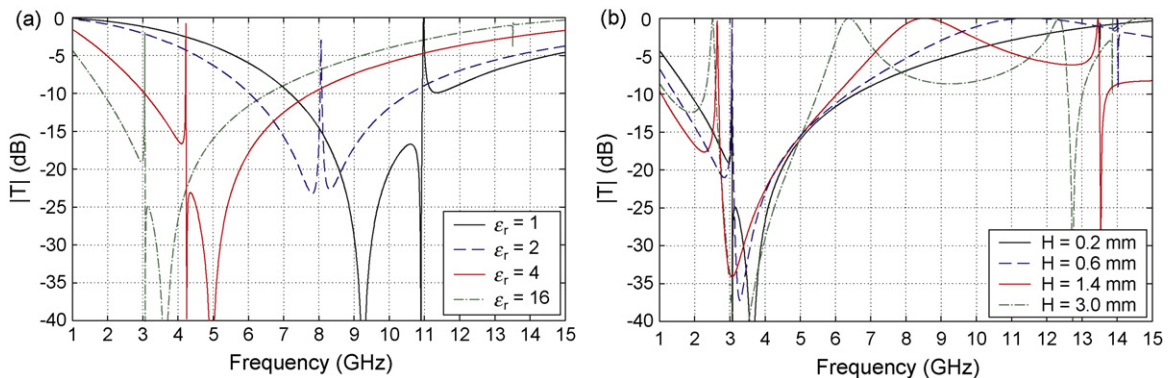 (a)
0
-5
-10
-15
-20
-25
-30
-35
-40
|T| (dB)
1 2 3 4 5 6 7 8 9 10 11 12 13 14 15
Frequency (GHz)
εr = 1
εr = 2
εr = 4
εr = 16
(b)
0
-5
-10
-15
-20
-25
-30
-35
-40
|T| (dB)
1 2 3 4 5 6 7 8 9 10 11 12 13 14 15
Frequency (GHz)
H = 0.2 mm
H = 0.6 mm
H = 1.4 mm
H = 3.0 mm